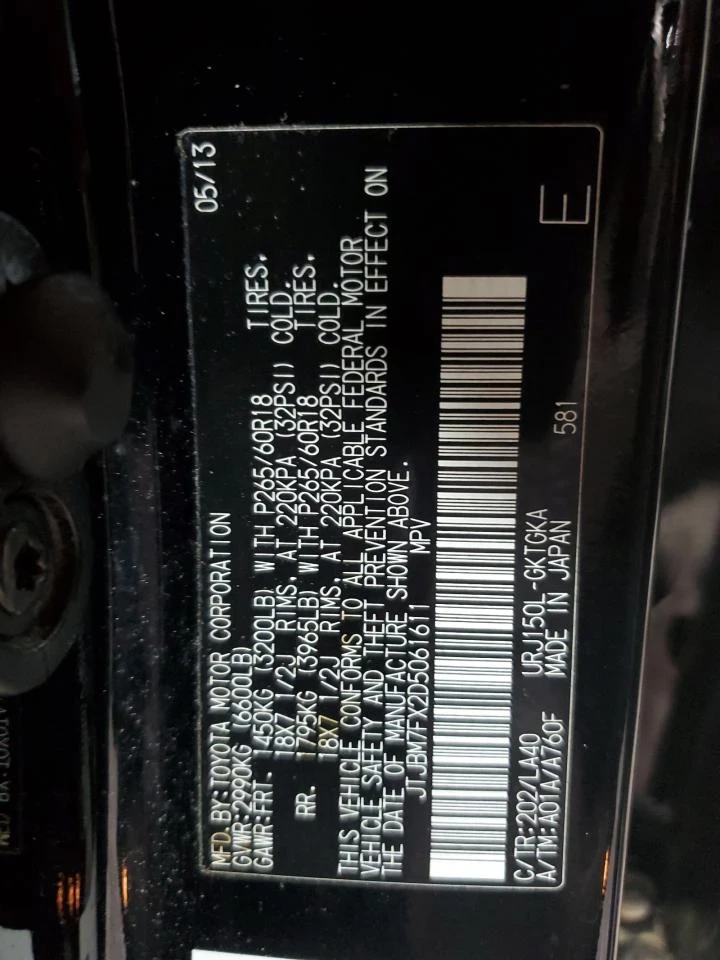 MFD.BY:TOYOTA MOTOR CORPORATION 05/13
GVWR:2990KG (6600LB)
GAWR:FRT. 1450KG (3200LB) WITH P265/60R18 TIRES.
18X7 1/2J RIMS, AT 220KPA (32PSI) COLD.
RR. 1795KG (3965LB) WITH P265/60R18 TIRES.
18X7 1/2J RIMS, AT 220KPA (32PSI) COLD.
THIS VEHICLE CONFORMS TO ALL APPLICABLE FEDERAL MOTOR
VEHICLE SAFETY AND THEFT PREVENTION STANDARDS IN EFFECT ON
THE DATE OF MANUFACTURE SHOWN ABOVE.
JTJBM7FX2D5061611 MPV
C/TR:202/LA40 URJ150L-GKTGKA
A/TM:A01A/A760F MADE IN JAPAN 581 E